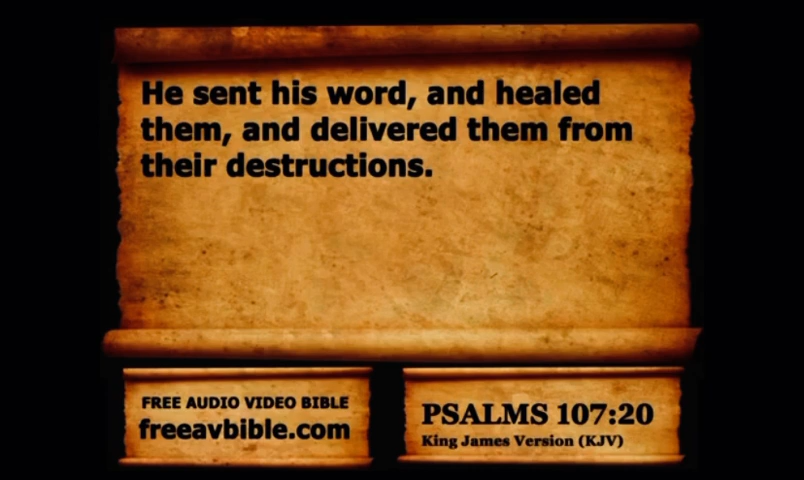 He sent his word, and healed
them, and delivered them from
their destructions.
FREE AUDIO VIDEO BIBLE
freeavbible.com
PSALMS 107:20
King James Version (KJV)